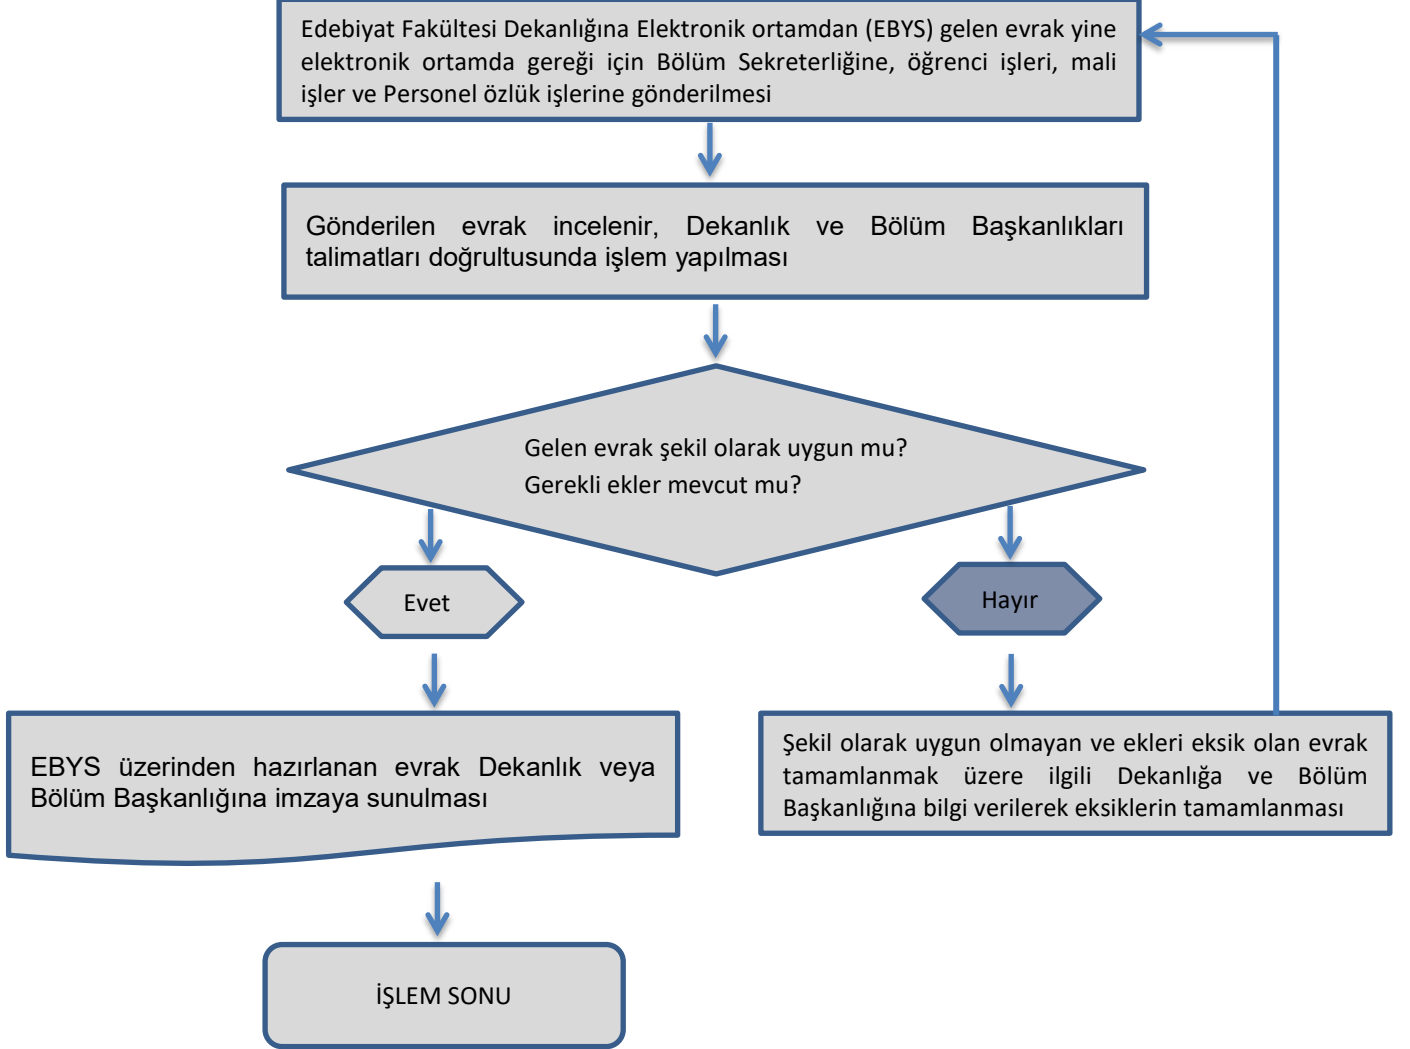 Edebiyat Fakültesi Dekanlığına Elektronik ortamdan (EBYS) gelen evrak yine
elektronik ortamda gereği için Bölüm Sekreterliğine, öğrenci işleri, mali
işler ve Personel özlük işlerine gönderilmesi
Gönderilen evrak incelenir, Dekanlık ve Bölüm Başkanlıkları
talimatları doğrultusunda işlem yapılması
Gelen evrak şekil olarak uygun mu?
Gerekli ekler mevcut mu?
Evet
Hayır
EBYS üzerinden hazırlanan evrak Dekanlık veya
Bölüm Başkanlığına imzaya sunulması
Şekil olarak uygun olmayan ve ekleri eksik olan evrak
tamamlanmak üzere ilgili Dekanlığa ve Bölüm
Başkanlığına bilgi verilerek eksiklerin tamamlanması
İŞLEM SONU